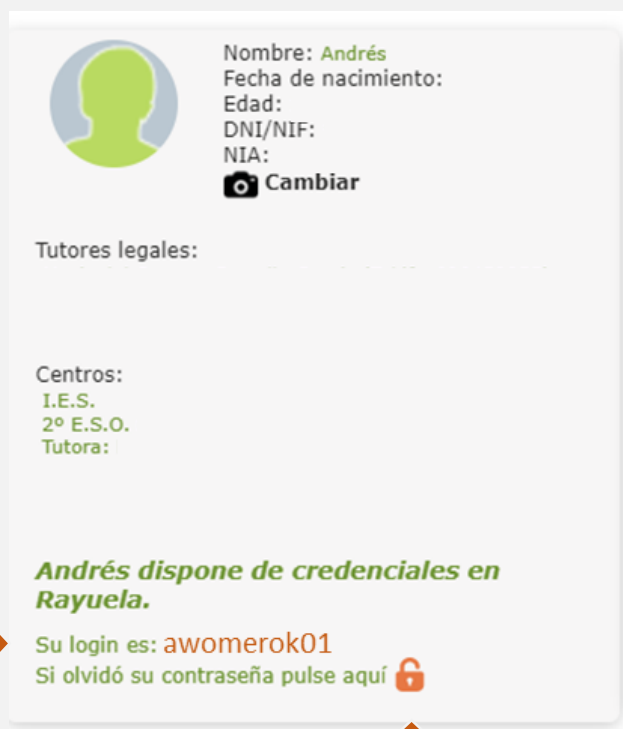 Nombre: Andrés
Fecha de nacimiento:
Edad:
DNI/NIF:
NIA:
Cambiar
Tutores legales:
Centros:
I.E.S.
2º E.S.O.
Tutora:
Andrés dispone de credenciales en
Rayuela.
Su login es: awomerok01
Si olvidó su contraseña pulse aquí